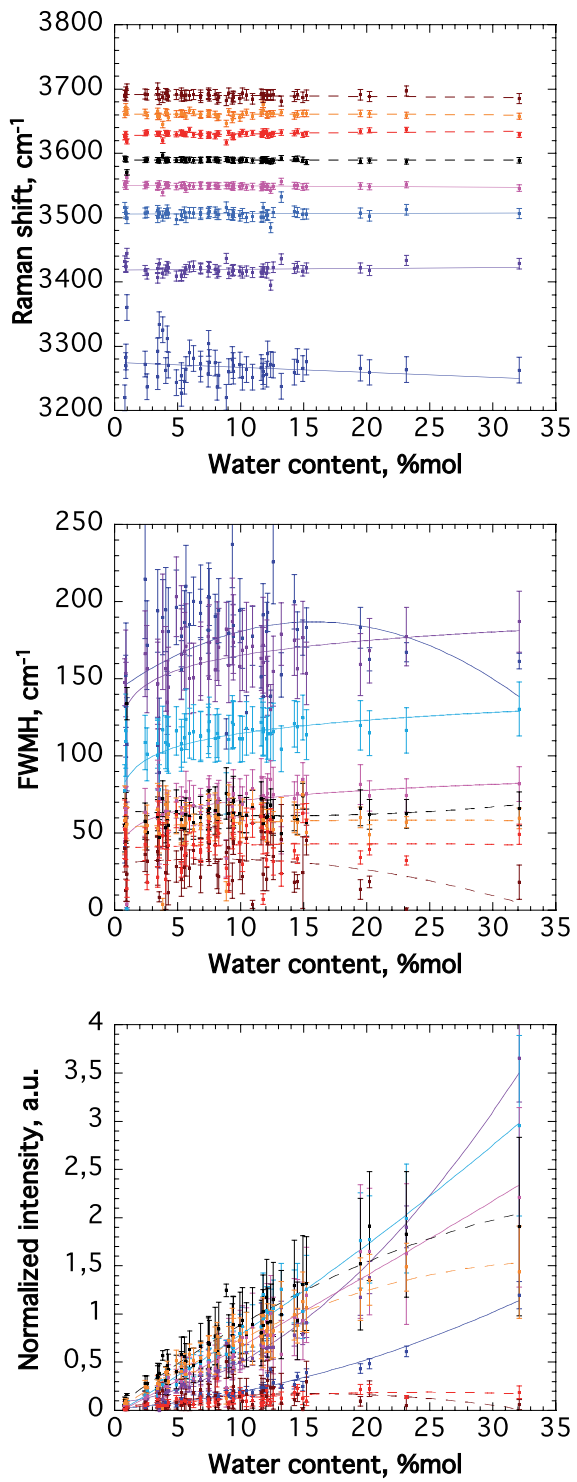 Raman shift, cm-1
3800
3700
3600
3500
3400
3300
3200
0 5 10 15 20 25 30 35
Water content, %mol
FWMH, cm-1
250
200
150
100
50
0
0 5 10 15 20 25 30 35
Water content, %mol
Normalized intensity, a.u.
4
3,5
3
2,5
2
1,5
1
0,5
0
0 5 10 15 20 25 30 35
Water content, %mol